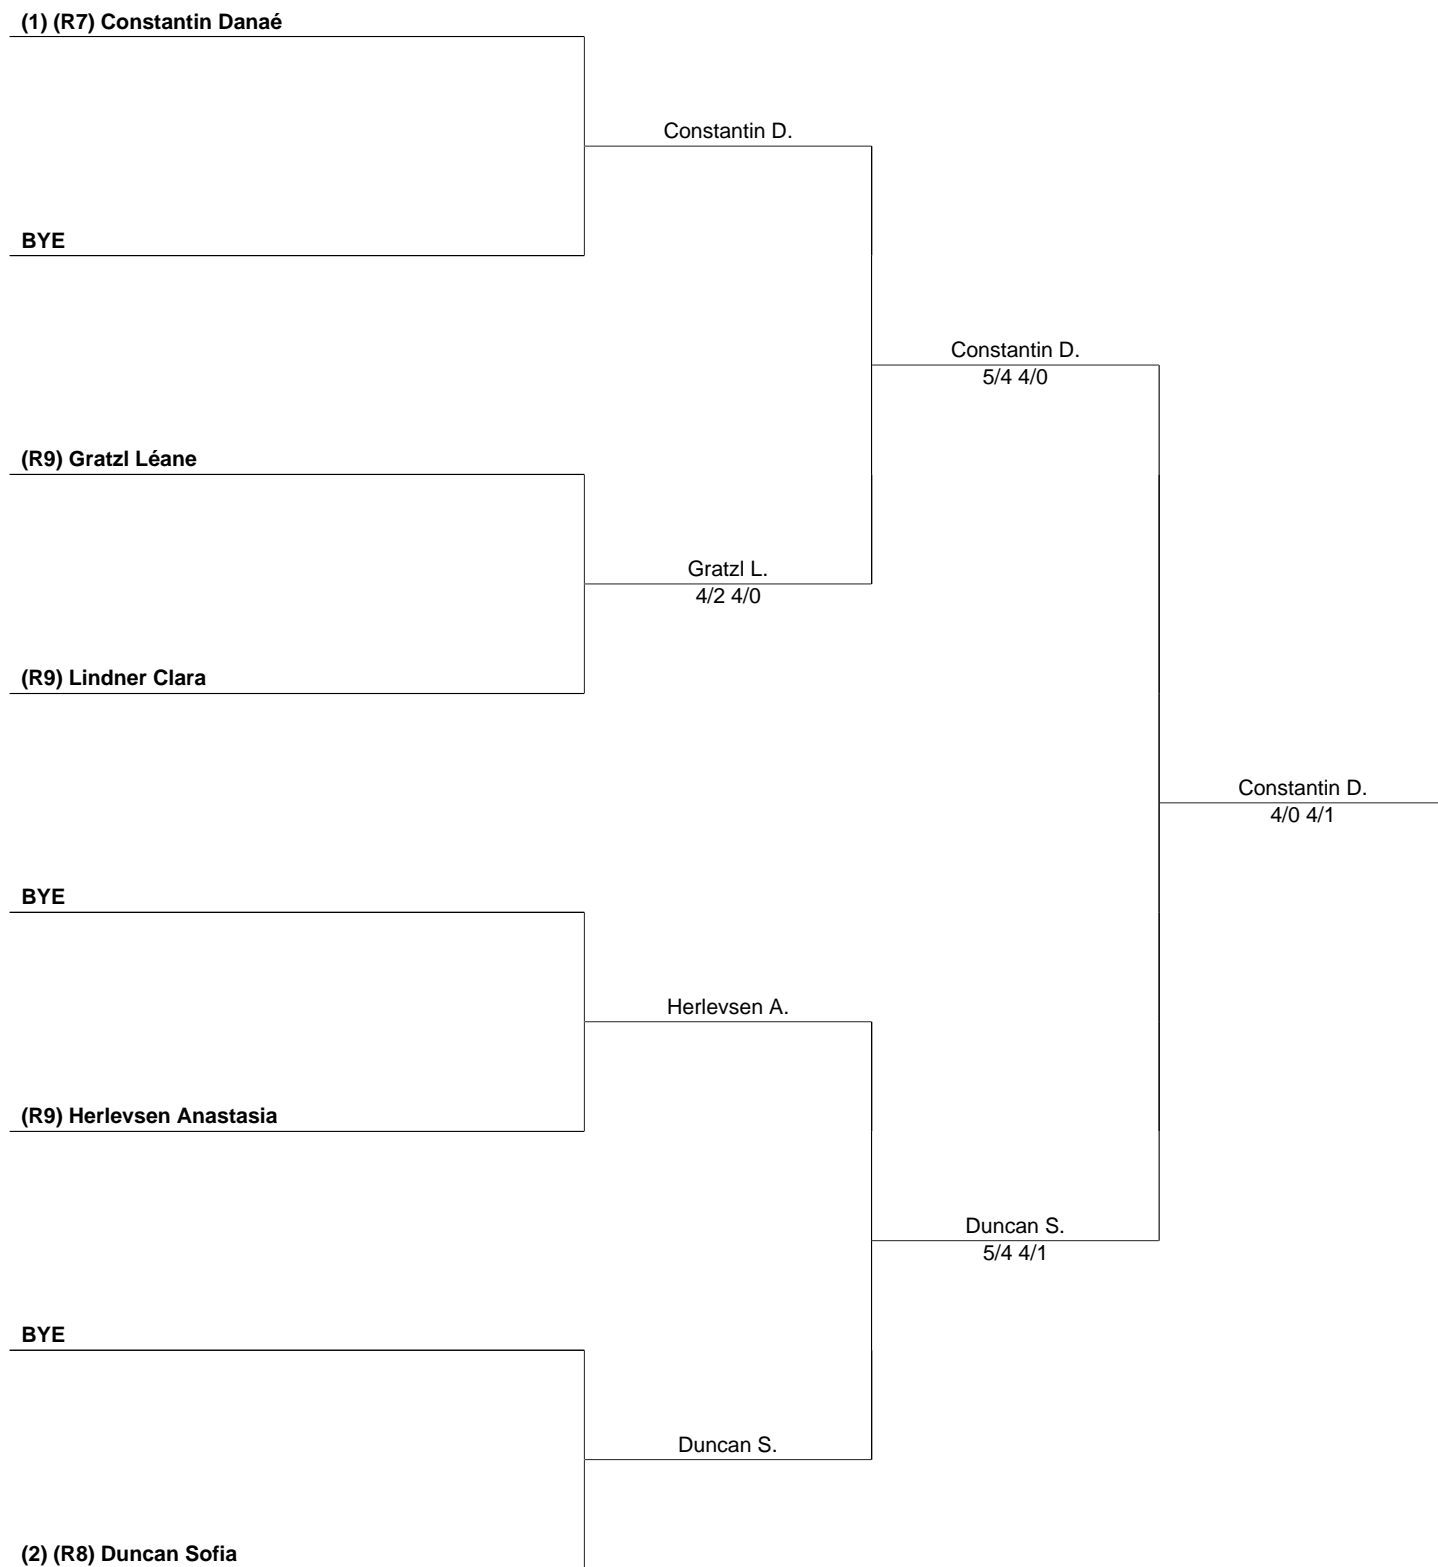 (1) (R7) Constantin Danaé
Constantin D.
BYE
Constantin D.
5/4 4/0
(R9) Gratzl Léane
Gratzl L.
4/2 4/0
(R9) Lindner Clara
Constantin D.
4/0 4/1
BYE
Herlevsen A.
(R9) Herlevsen Anastasia
Duncan S.
5/4 4/1
BYE
Duncan S.
(2) (R8) Duncan Sofia